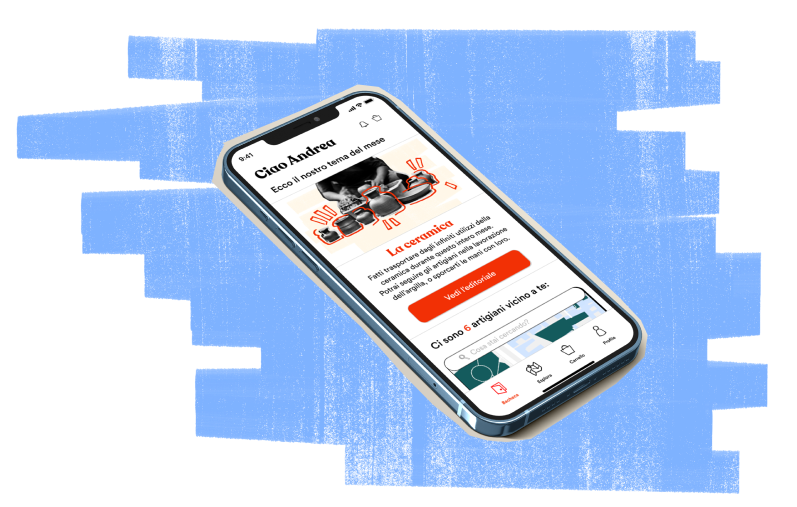 9:41
Ciao Andrea
Ecco il nostro tema del mese
La ceramica
Fatti trasportare dagli infiniti utilizzi della
ceramica durante questo intero mese.
Potrai seguire gli artigiani nella lavorazione
dell'argilla, o sporcarti le mani con loro.
Vedi l'editoriale
Ci sono 6 artigiani vicino a te:
Cosa stai cercando?
Bacheca
Esplora
Carrello
Profilo